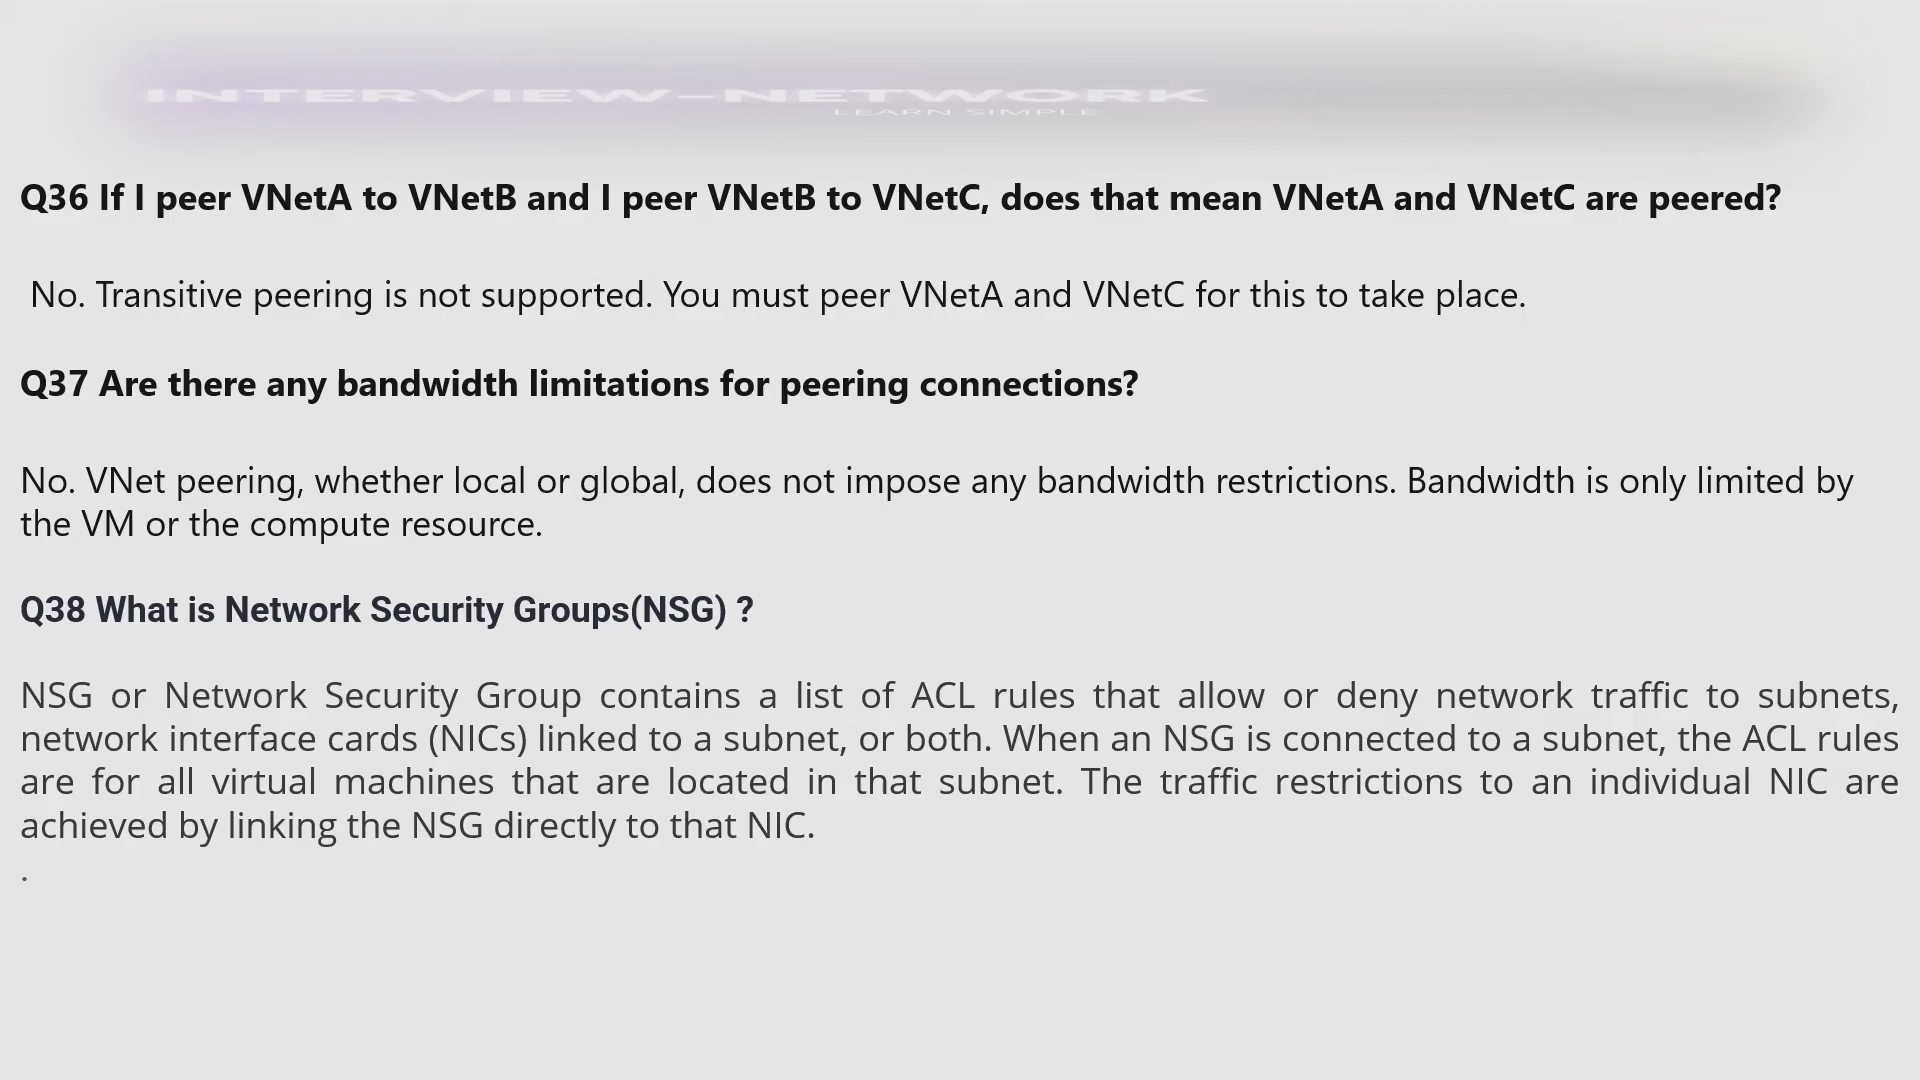 INTERVIEW-NETWORK
LEARN SIMPLE
Q36 If I peer VNetA to VNetB and I peer VNetB to VNetC, does that mean VNetA and VNetC are peered?
No. Transitive peering is not supported. You must peer VNetA and VNetC for this to take place.
Q37 Are there any bandwidth limitations for peering connections?
No. VNet peering, whether local or global, does not impose any bandwidth restrictions. Bandwidth is only limited by
the VM or the compute resource.
Q38 What is Network Security Groups(NSG) ?
NSG or Network Security Group contains a list of ACL rules that allow or deny network traffic to subnets,
network interface cards (NICs) linked to a subnet, or both. When an NSG is connected to a subnet, the ACL rules
are for all virtual machines that are located in that subnet. The traffic restrictions to an individual NIC are
achieved by linking the NSG directly to that NIC.
.